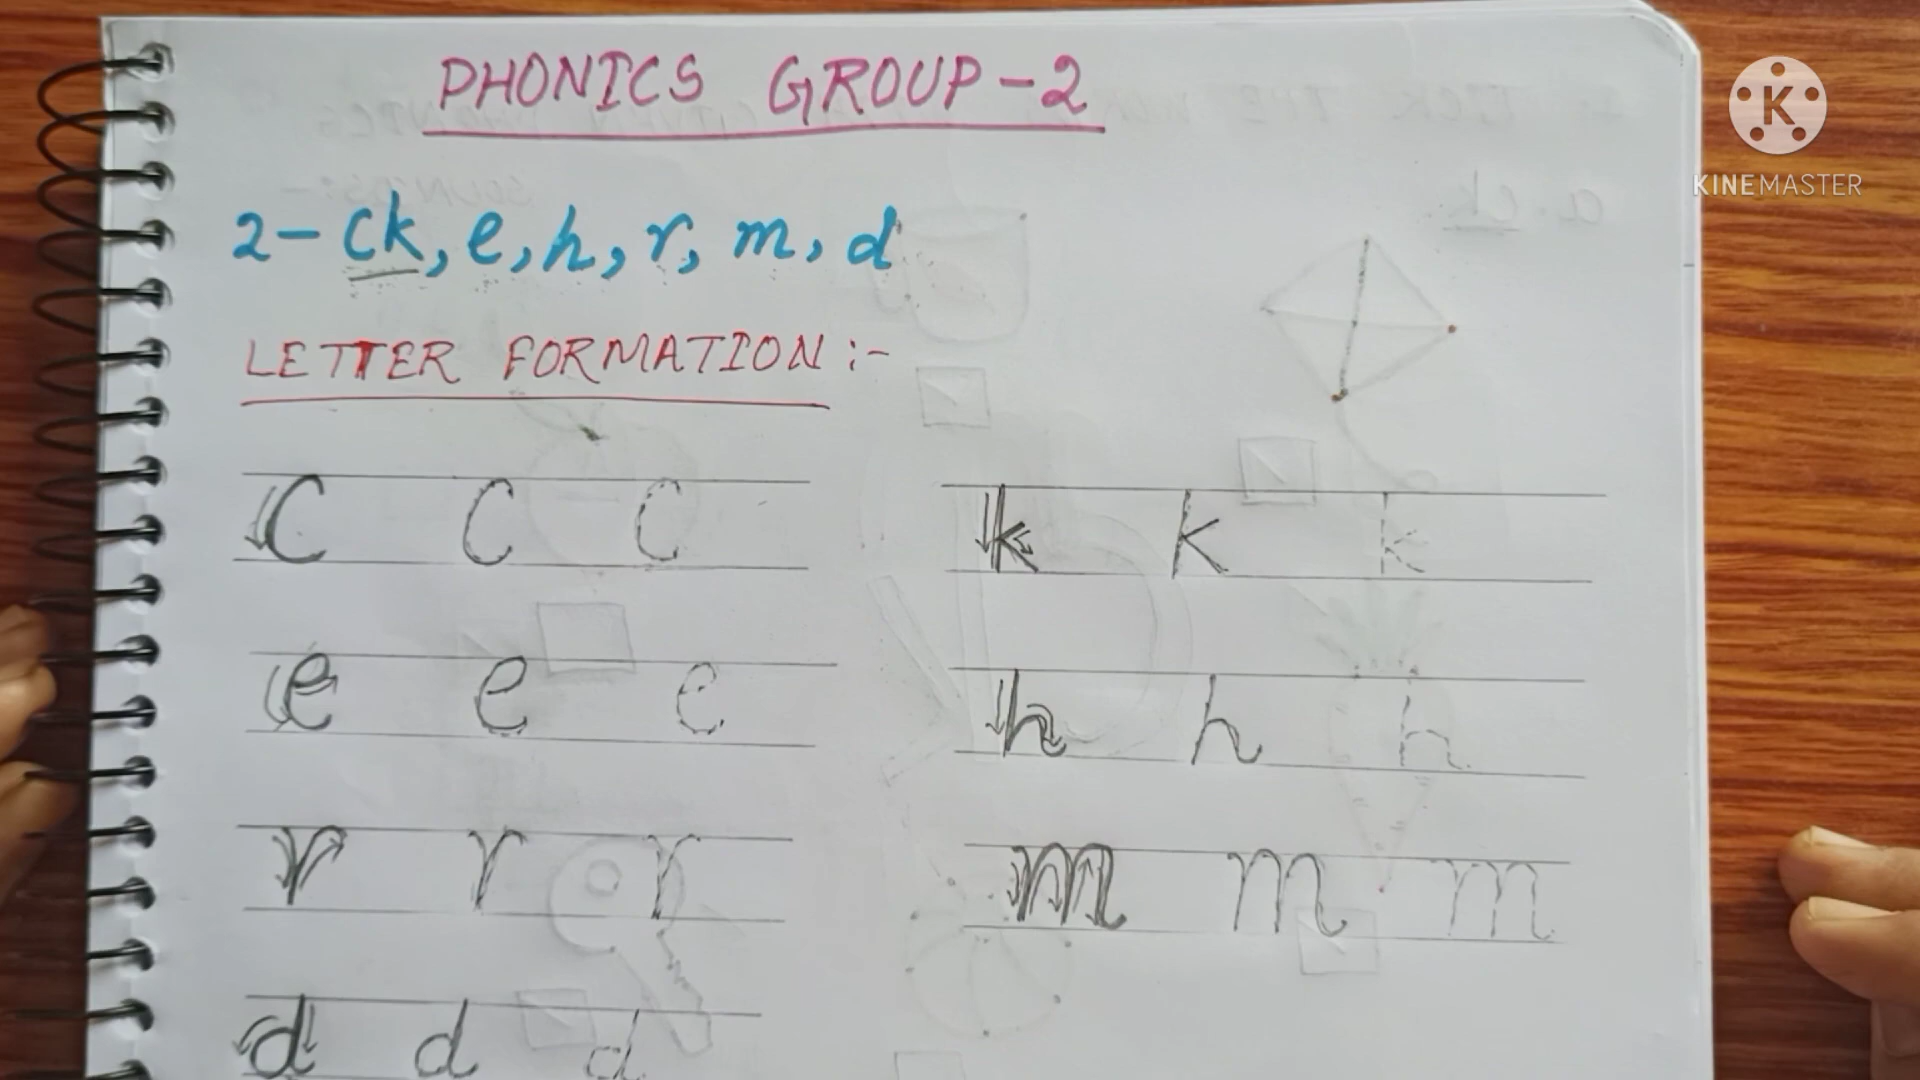 PHONICS GROUP-2
2- ck, e, h, r, m, d
LETTER FORMATION:-
C C C
k k k
e e e
h h h
r r r
m m m
d d d
K
KINEMASTER